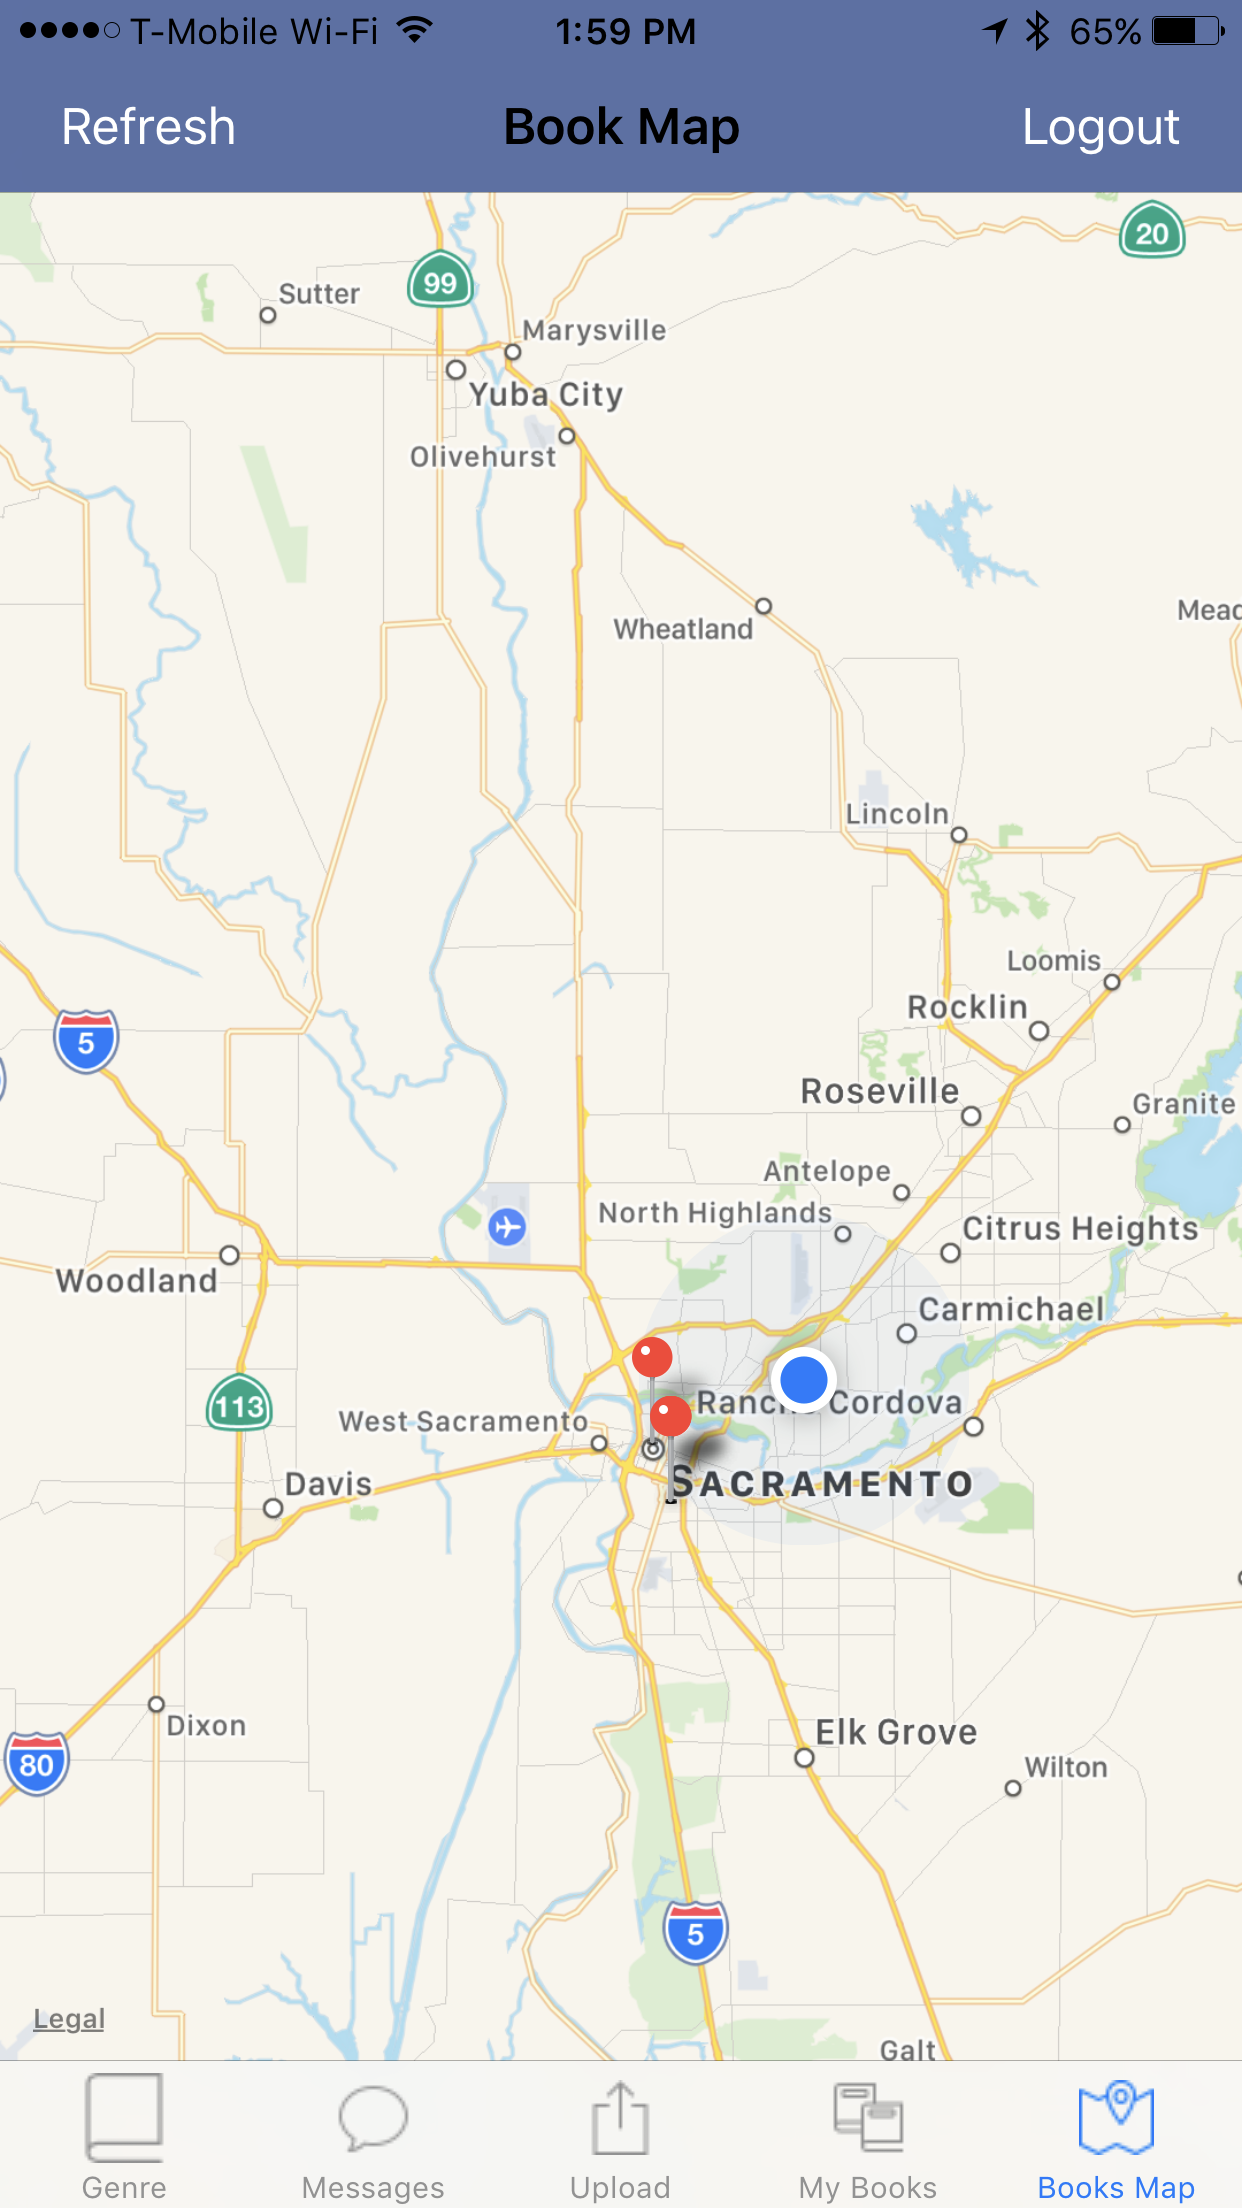 T-Mobile Wi-Fi 1:59 PM 65%
Refresh Book Map Logout
20
99
Sutter
Marysville
Yuba City
Olivehurst
Mead
Wheatland
Lincoln
Loomis
Rocklin
5
Roseville
Granite
Antelope
North Highlands
Citrus Heights
Woodland
Carmichael
113
Cordova
West Sacramento
SACRAMENTO
Davis
Dixon
Elk Grove
80
Wilton
5
Legal
Galt
Genre Messages Upload My Books Books Map